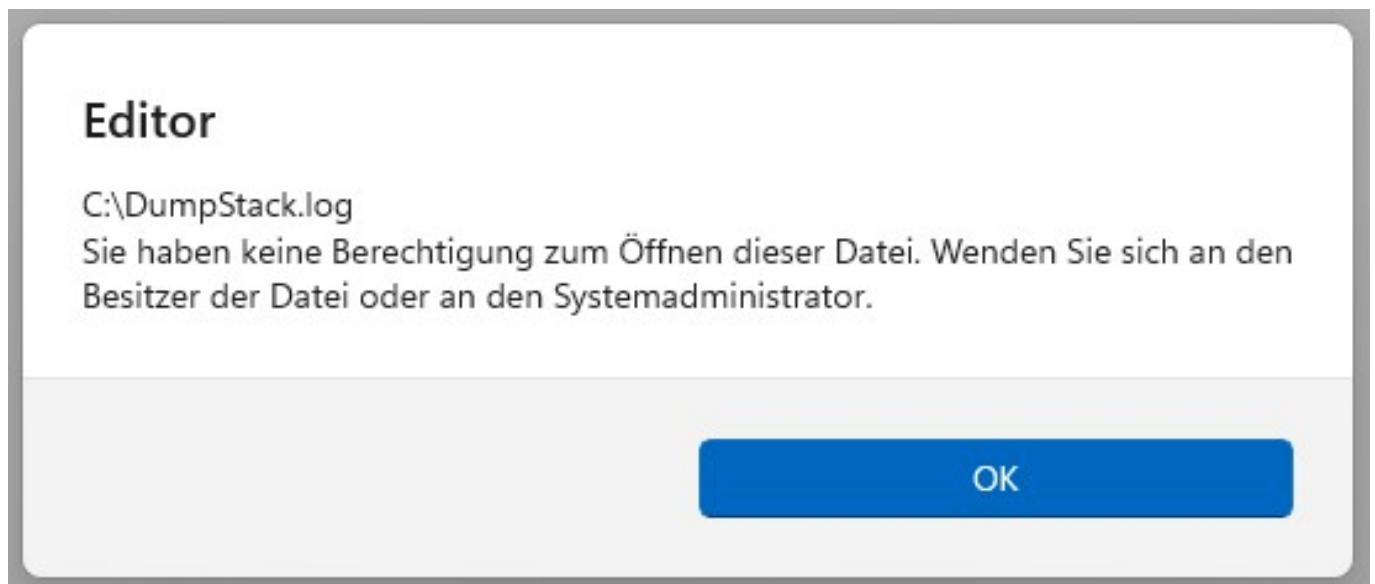 Editor
C:\DumpStack.log
Sie haben keine Berechtigung zum Öffnen dieser Datei. Wenden Sie sich an den
Besitzer der Datei oder an den Systemadministrator.
OK